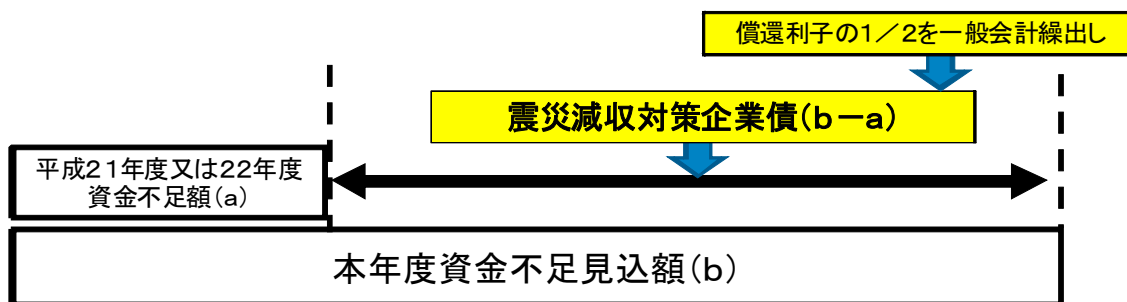 償還利子の1／2を一般会計繰出し
震災減収対策企業債(b－a)
平成21年度又は22年度
資金不足額(a)
本年度資金不足見込額(b)